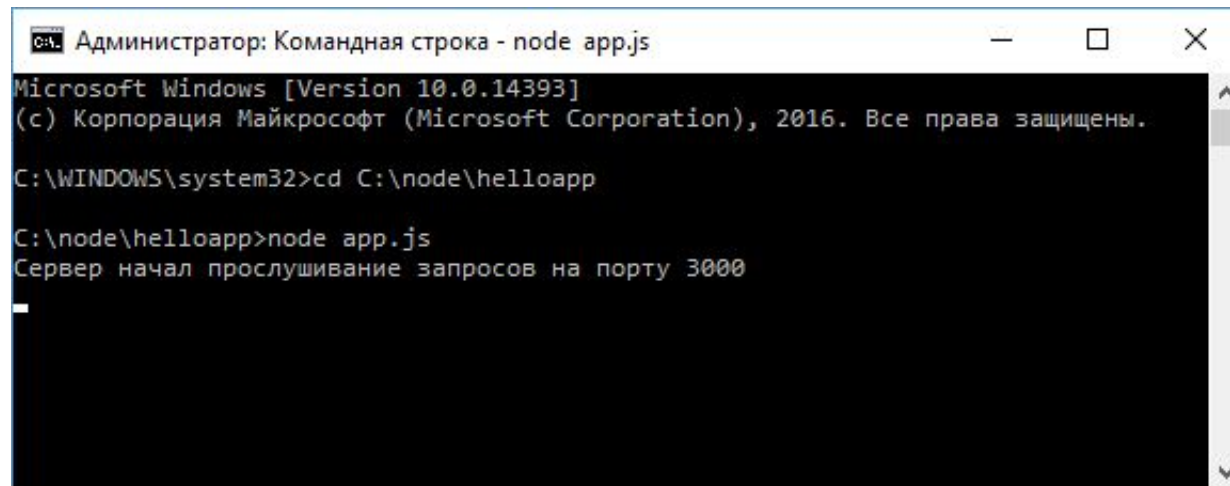 Администратор: Командная строка - node app.js
Microsoft Windows [Version 10.0.14393]
(c) Корпорация Майкрософт (Microsoft Corporation), 2016. Все права защищены.
C:\WINDOWS\system32>cd C:\node\helloapp
C:\node\helloapp>node app.js
Сервер начал прослушивание запросов на порту 3000